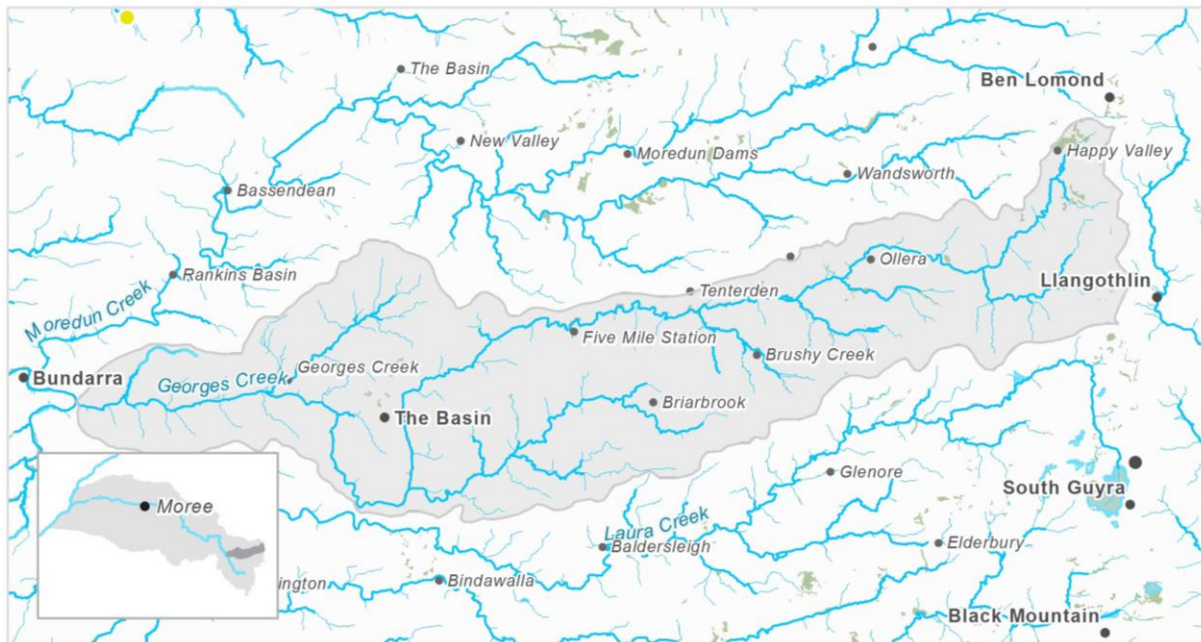 The Basin
Ben Lomond
New Valley
Moredun Dams
Happy Valley
Wandsworth
Bassendean
Ollera
Rankins Basin
Llangothlin
Tenterden
Moredun Creek
Five Mile Station
Brushy Creek
Georges Creek
Bundarra
Georges Creek
Briarbrook
The Basin
Glenore
South Guyra
Moree
Laura Creek
Baldersleigh
Elderbury
ington
Bindawalla
Black Mountain